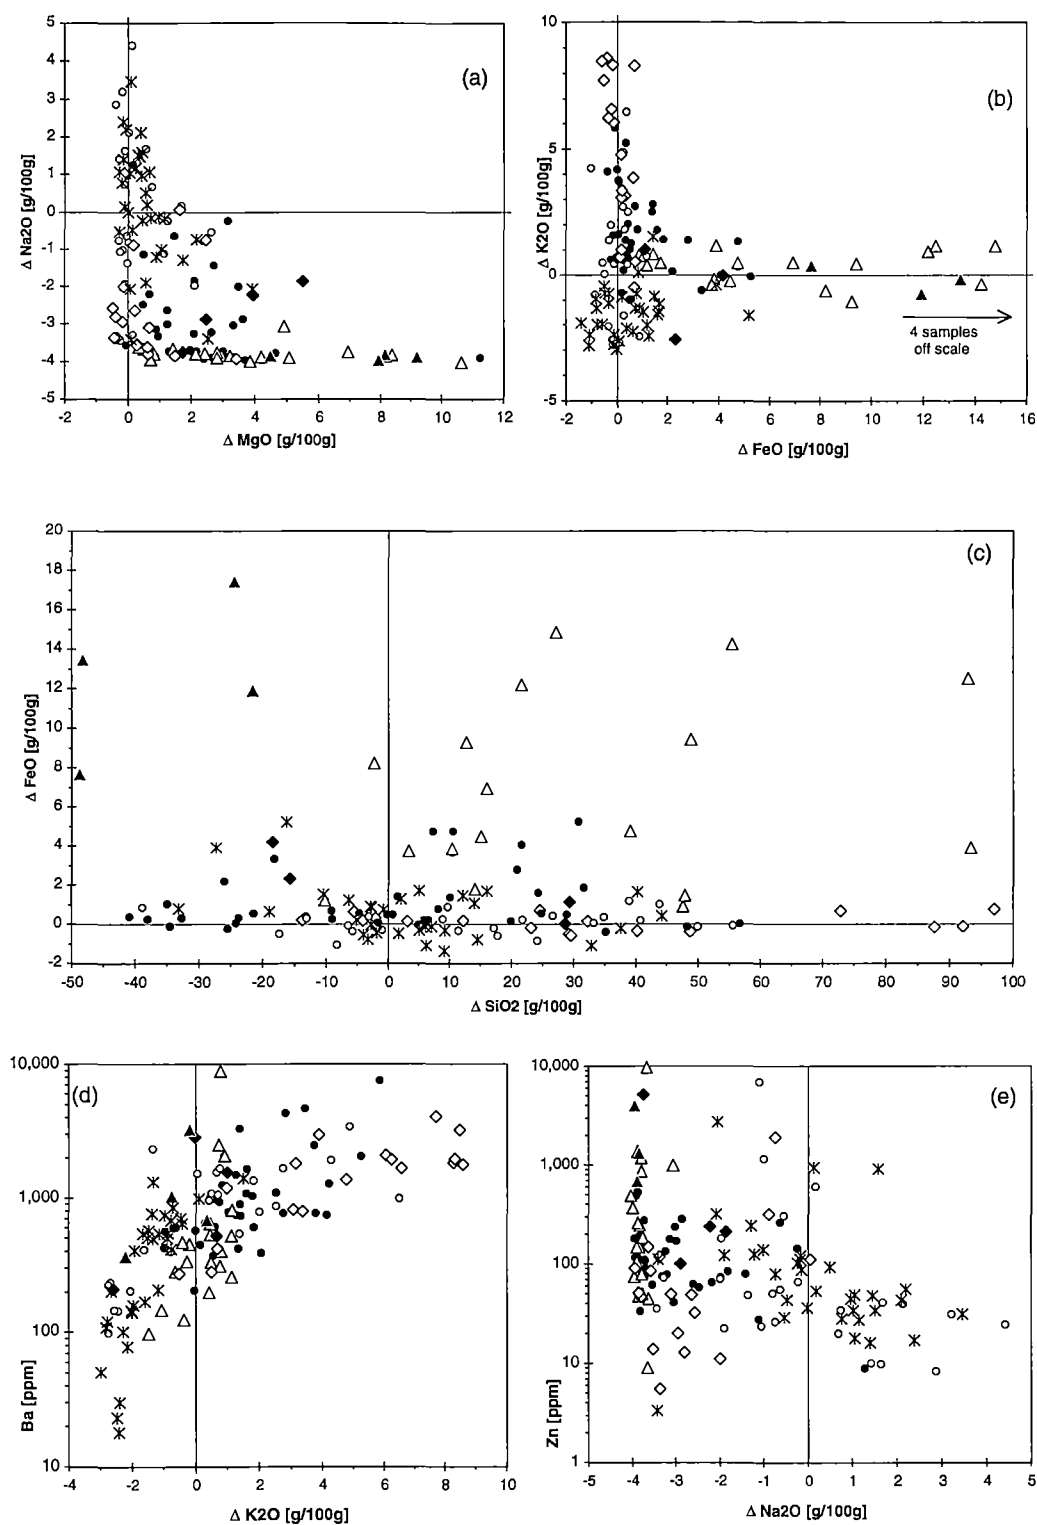 (a)
5
4
3
2
1
0
-1
-2
-3
-4
-5
Δ Na2O [g/100g]
-2 0 2 4 6 8 10 12
Δ MgO [g/100g]
(b)
10
5
0
-5
Δ K2O [g/100g]
4 samples
off scale
-2 0 2 4 6 8 10 12 14 16
Δ FeO [g/100g]
(c)
20
18
16
14
12
10
8
6
4
2
0
-2
Δ FeO [g/100g]
-50 -40 -30 -20 -10 0 10 20 30 40 50 60 70 80 90 100
Δ SiO2 [g/100g]
(d)
10,000
1,000
100
10
Ba [ppm]
-4 -2 0 2 4 6 8 10
Δ K2O [g/100g]
(e)
10,000
1,000
100
10
1
Zn [ppm]
-5 -4 -3 -2 -1 0 1 2 3 4 5
Δ Na2O [g/100g]